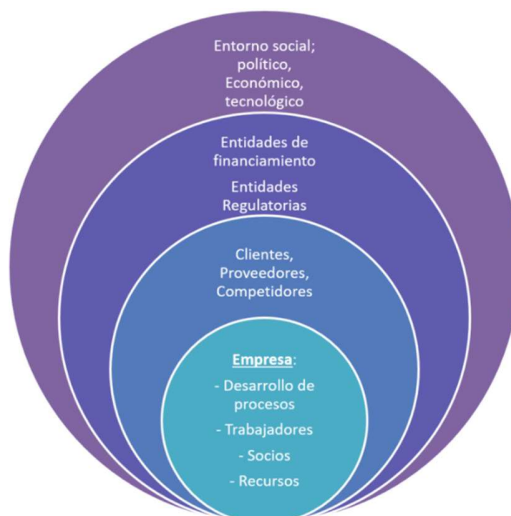 Entorno social;
político,
Económico,
tecnológico
Entidades de
financiamiento
Entidades
Regulatorias
Clientes,
Proveedores,
Competidores
Empresa:
- Desarrollo de
procesos
- Trabajadores
- Socios
- Recursos